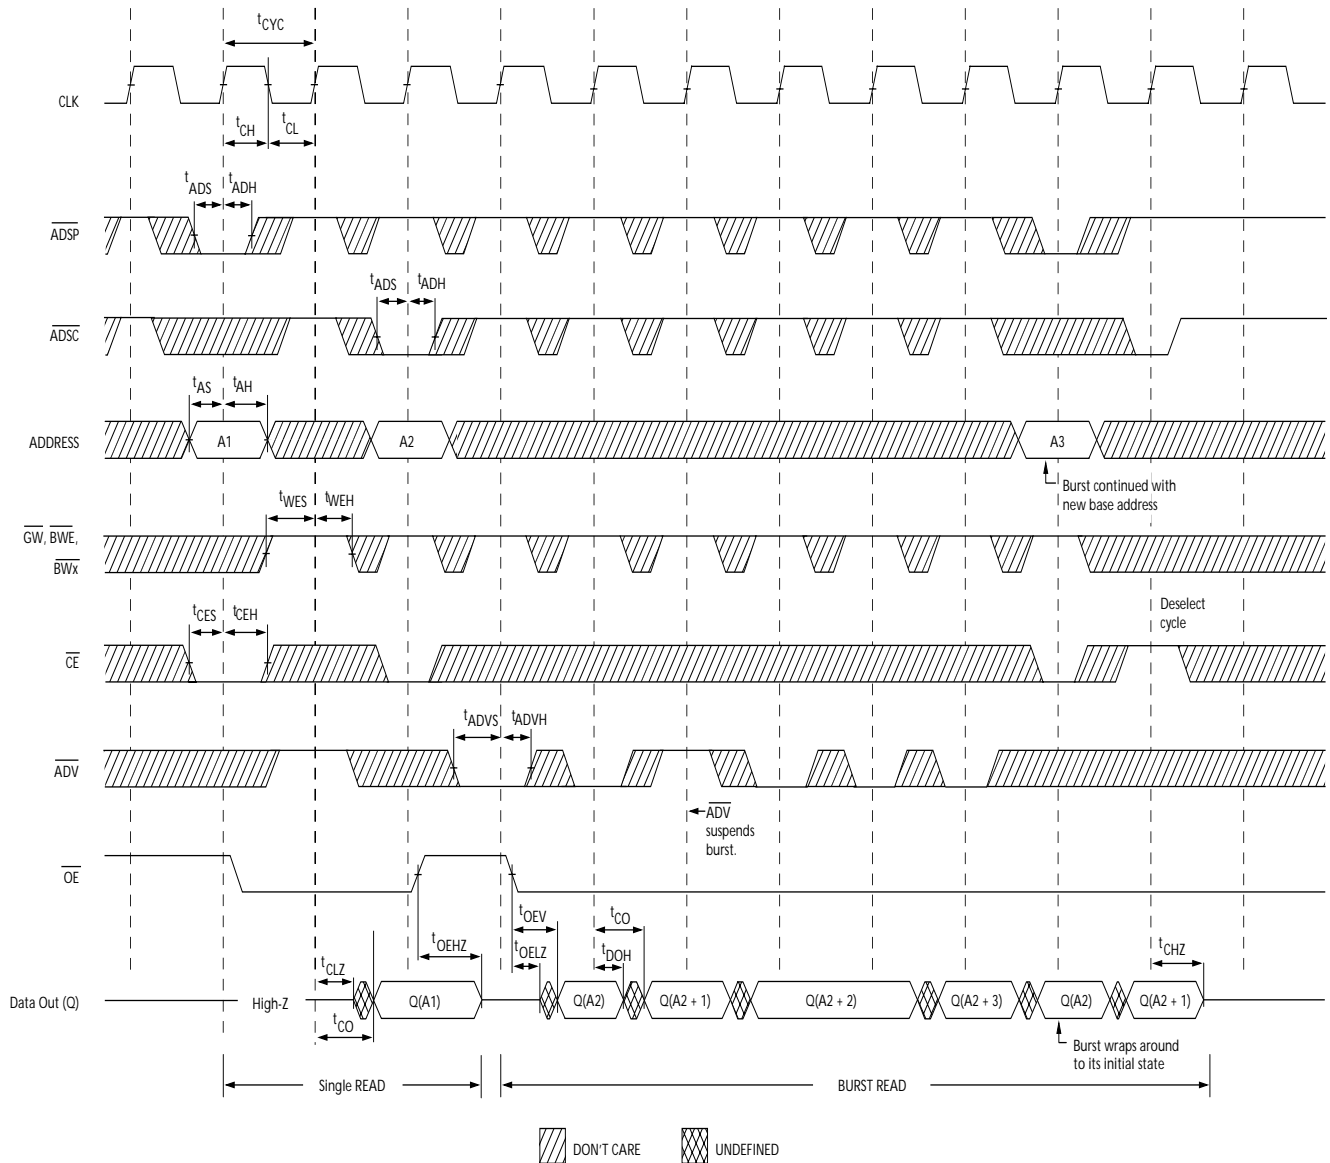 tCYC
CLK
tCH
tCL
tADS
tADH
ADSP
tADS
tADH
ADSC
tAS
tAH
ADDRESS
A1
A2
A3
Burst continued with
new base address
tWES
tWEH
GW, BWE,
BWx
Deselect
cycle
tCES
tCEH
CE
tADVS
tADVH
ADV
ADV
suspends
burst.
OE
tOEV
tCO
tOEHZ
tOELZ
tDOH
tCHZ
tCLZ
Data Out (Q)
High-Z
Q(A1)
Q(A2)
Q(A2 + 1)
Q(A2 + 2)
Q(A2 + 3)
Q(A2)
Q(A2 + 1)
tCO
Burst wraps around
to its initial state
Single READ
BURST READ
DON'T CARE
UNDEFINED